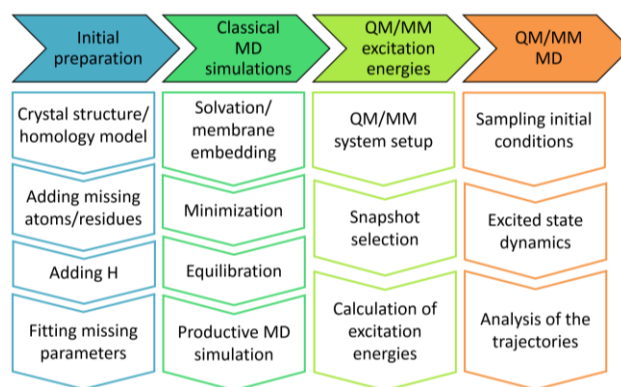 Initial
preparation
Classical
MD
simulations
QM/MM
excitation
energies
QM/MM
MD
Crystal structure/
homology model
Adding missing
atoms/residues
Adding H
Fitting missing
parameters
Solvation/
membrane
embedding
Minimization
Equilibration
Productive MD
simulation
QM/MM
system setup
Snapshot
selection
Calculation of
excitation
energies
Sampling initial
conditions
Excited state
dynamics
Analysis of the
trajectories